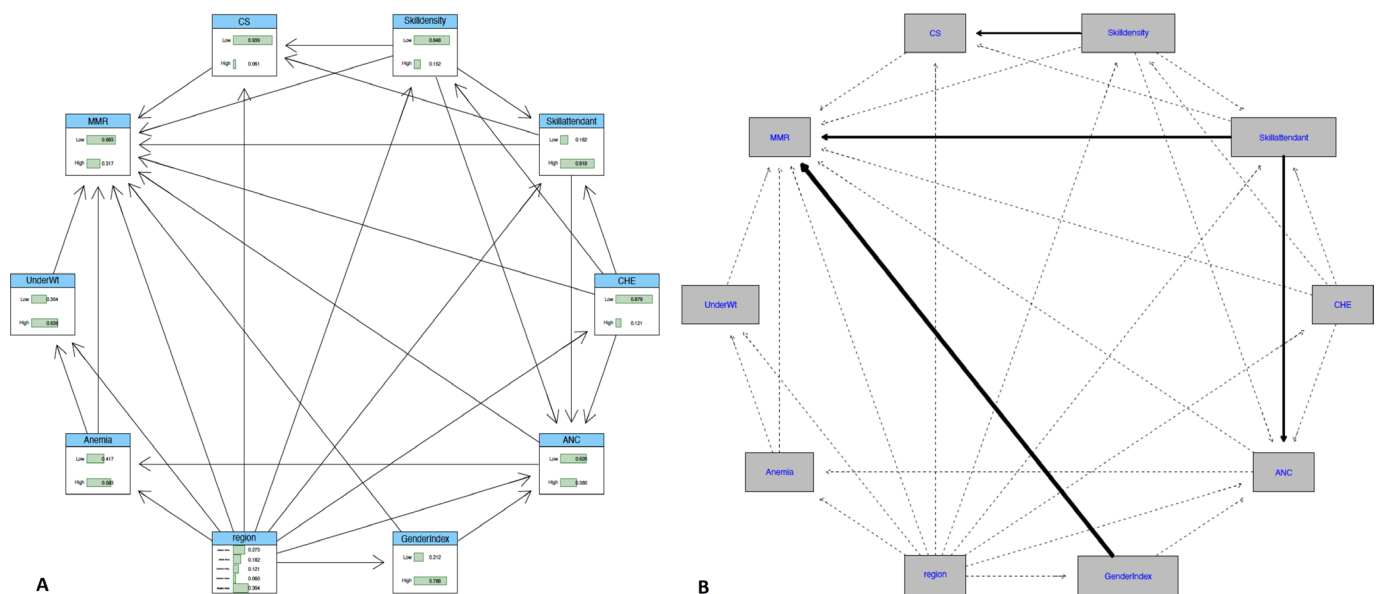 CS
Low 0.939
High 0.061
Skilldensity
Low 0.848
High 0.152
MMR
Low 0.683
High 0.317
Skillattendant
Low 0.182
High 0.818
UnderWt
Low 0.364
High 0.636
CHE
Low 0.879
High 0.121
Anemia
Low 0.417
High 0.583
ANC
Low 0.620
High 0.380
region
0.273
0.182
0.121
0.060
0.364
GenderIndex
Low 0.212
High 0.788
A
CS
Skilldensity
MMR
Skillattendant
UnderWt
CHE
Anemia
ANC
region
GenderIndex
B